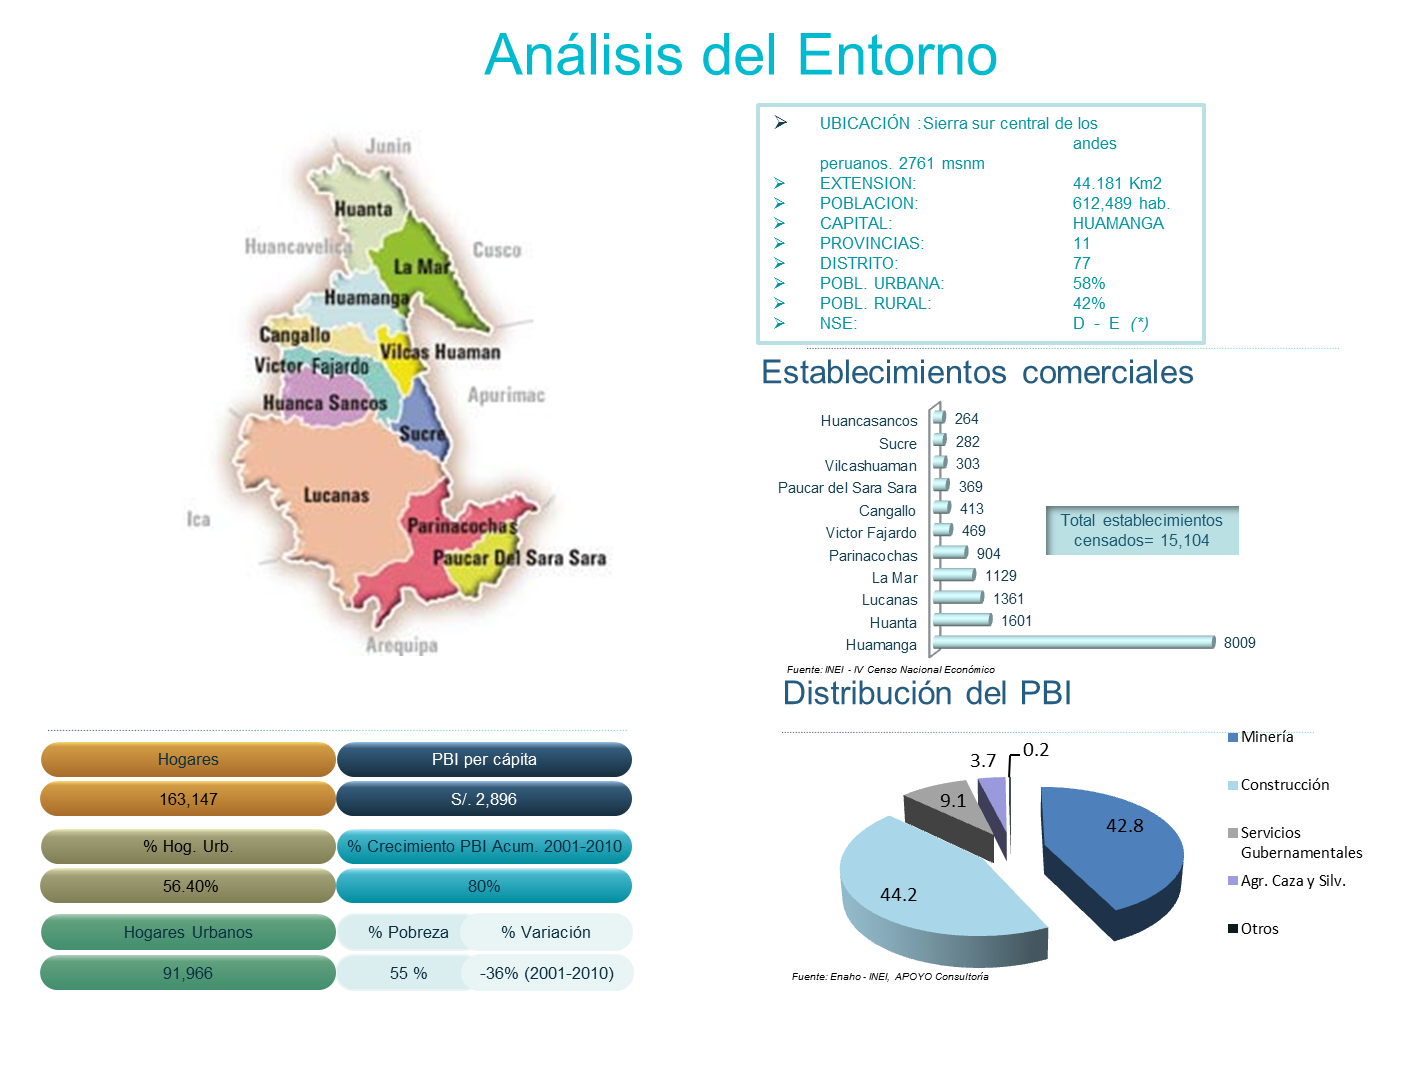 Análisis del Entorno
Junin
Huanta
Huancavelica
Cusco
La Mar
Huamanga
Cangallo
Vilcas Huaman
Victor Fajardo
Apurimac
Huanca Sancos
Sucre
Lucanas
Ica
Parinacochas
Paucar Del Sara Sara
Arequipa
UBICACIÓN :Sierra sur central de los
andes
peruanos. 2761 msnm
EXTENSION: 44.181 Km2
POBLACION: 612,489 hab.
CAPITAL: HUAMANGA
PROVINCIAS: 11
DISTRITO: 77
POBL. URBANA: 58%
POBL. RURAL: 42%
NSE: D - E (*)
Establecimientos comerciales
Huancasancos 264
Sucre 282
Vilcashuaman 303
Paucar del Sara Sara 369
Cangallo 413
Victor Fajardo 469
Parinacochas 904
La Mar 1129
Lucanas 1361
Huanta 1601
Huamanga 8009
Total establecimientos
censados= 15,104
Fuente: INEI - IV Censo Nacional Económico
Distribución del PBI
42.8
44.2
9.1
3.7
0.2
Minería
Construcción
Servicios
Gubernamentales
Agr. Caza y Silv.
Otros
Fuente: Enaho - INEI, APOYO Consultoría
Hogares PBI per cápita
163,147 S/. 2,896
% Hog. Urb. % Crecimiento PBI Acum. 2001-2010
56.40% 80%
Hogares Urbanos % Pobreza % Variación
91,966 55 % -36% (2001-2010)